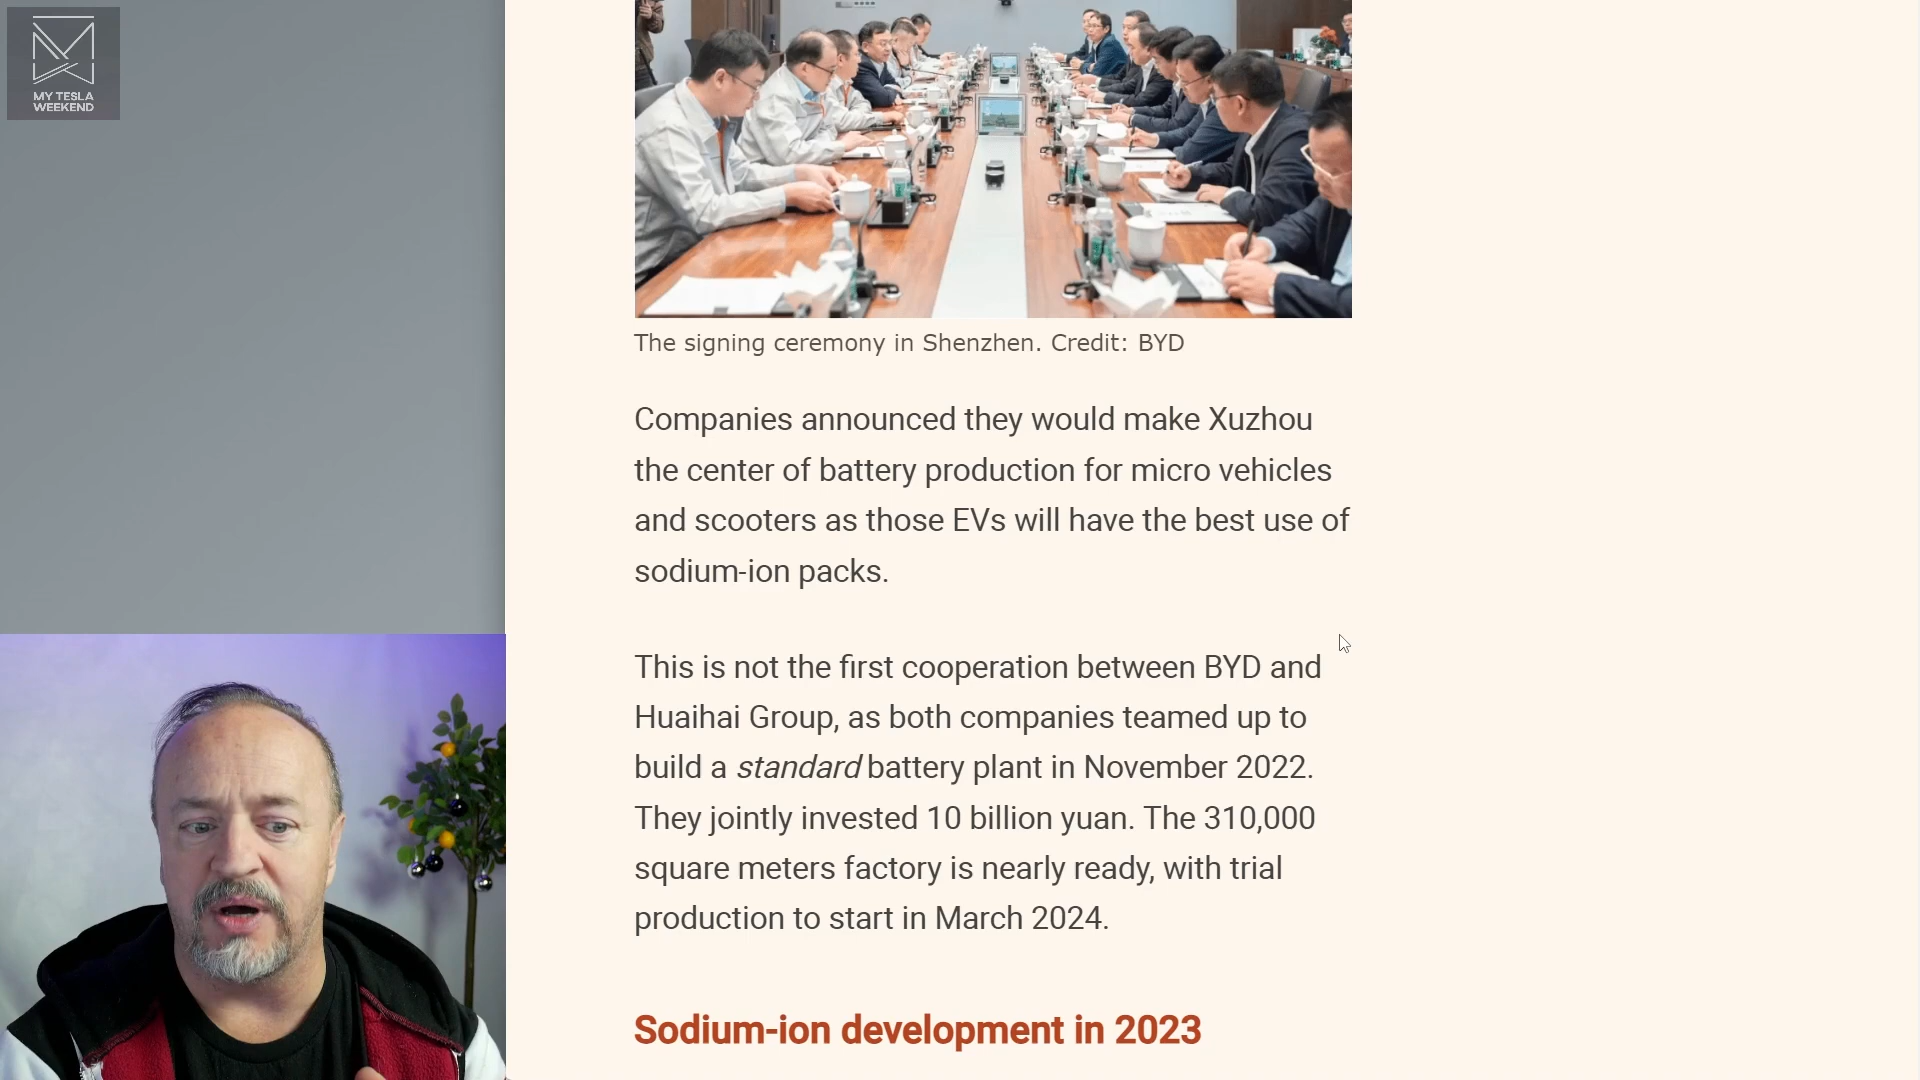 MY TESLA
WEEKEND
The signing ceremony in Shenzhen. Credit: BYD
Companies announced they would make Xuzhou
the center of battery production for micro vehicles
and scooters as those EVs will have the best use of
sodium-ion packs.
This is not the first cooperation between BYD and
Huaihai Group, as both companies teamed up to
build a standard battery plant in November 2022.
They jointly invested 10 billion yuan. The 310,000
square meters factory is nearly ready, with trial
production to start in March 2024.
Sodium-ion development in 2023